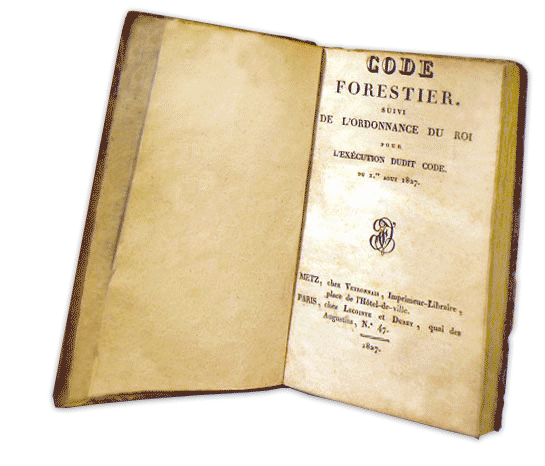 CODE
FORESTIER.
SUIVI
DE L'ORDONNANCE DU ROI
POUR
L'EXÉCUTION DUDIT CODE.
DU 1.er AOUT 1827.
METZ, chez VERRONNAIS, Imprimeur-Libraire,
place de l'Hôtel-de-ville.
PARIS, chez LECOINTE et DUREY, quai des
Augustins, N.º 47.
1827.